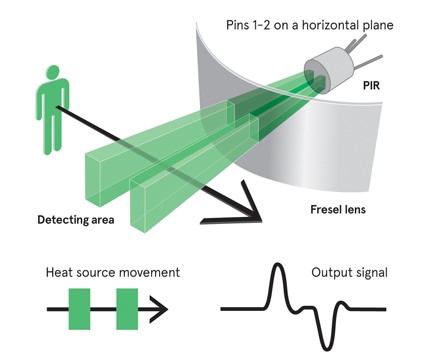 Pins 1–2 on a horizontal plane
PIR
Detecting area
Fresel lens
Heat source movement
Output signal